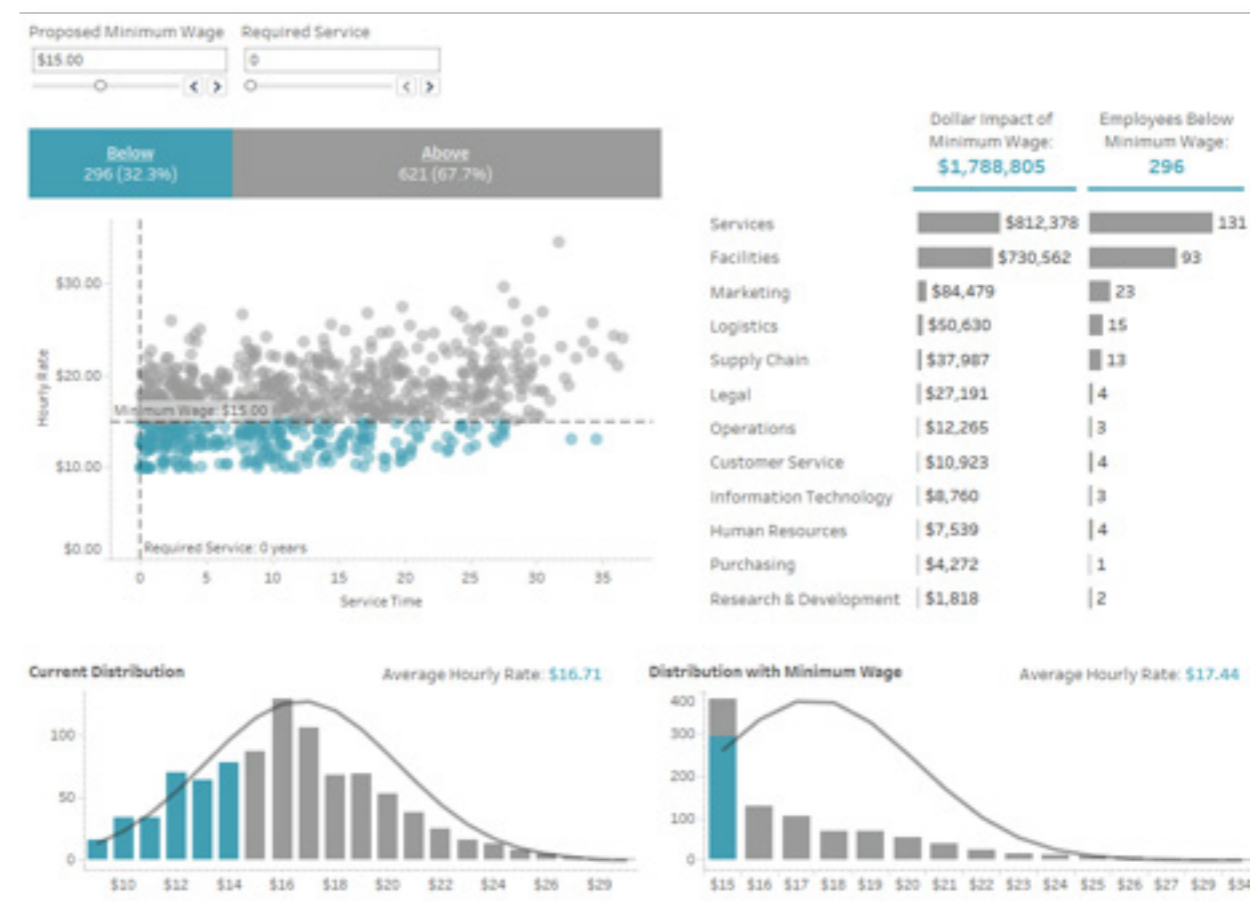 Proposed Minimum Wage Required Service
$15.00 0
Below Above
296 (32.3%) 621 (67.7%)
Dollar Impact of Minimum Wage: $1,788,805
Employees Below Minimum Wage: 296
Services $812,378 131
Facilities $730,562 93
Marketing $84,479 23
Logistics $50,630 15
Supply Chain $37,987 13
Legal $27,191 4
Operations $12,265 3
Customer Service $10,923 4
Information Technology $8,760 3
Human Resources $7,539 4
Purchasing $4,272 1
Research & Development $1,818 2
Hourly Rate
$30.00
$20.00
Minimum Wage: $15.00
$10.00
$0.00
Required Service: 0 years
0 5 10 15 20 25 30 35
Service Time
Current Distribution Average Hourly Rate: $16.71
100
50
0
$10 $12 $14 $16 $18 $20 $22 $24 $26 $29
Distribution with Minimum Wage Average Hourly Rate: $17.44
400
300
200
100
0
$15 $16 $17 $18 $19 $20 $21 $22 $23 $24 $25 $26 $27 $29 $34